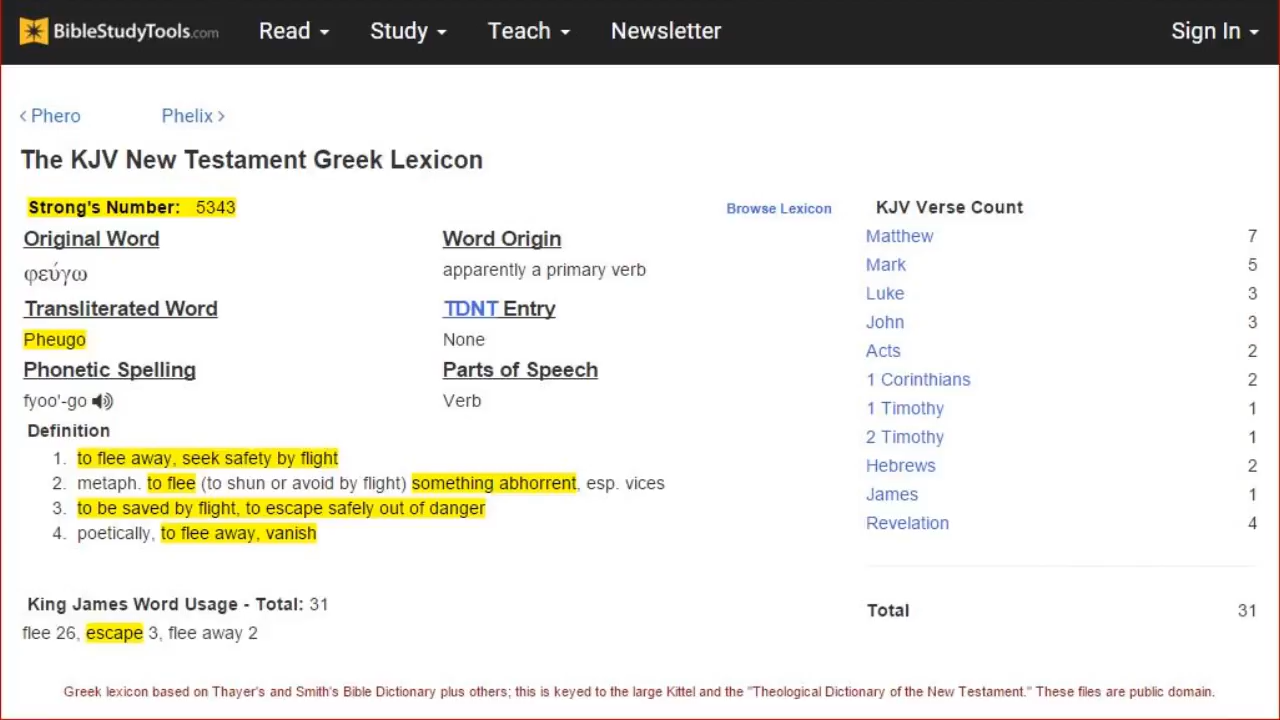 BibleStudyTools.com Read Study Teach Newsletter Sign In
‹ Phero Phelix ›
The KJV New Testament Greek Lexicon
Strong's Number: 5343 Browse Lexicon
Original Word Word Origin
φεύγω apparently a primary verb
Transliterated Word TDNT Entry
Pheugo None
Phonetic Spelling Parts of Speech
fyoo'-go Verb
Definition
1. to flee away, seek safety by flight
2. metaph. to flee (to shun or avoid by flight) something abhorrent, esp. vices
3. to be saved by flight, to escape safely out of danger
4. poetically, to flee away, vanish
King James Word Usage - Total: 31
flee 26, escape 3, flee away 2
KJV Verse Count
Matthew 7
Mark 5
Luke 3
John 3
Acts 2
1 Corinthians 2
1 Timothy 1
2 Timothy 1
Hebrews 2
James 1
Revelation 4
Total 31
Greek lexicon based on Thayer's and Smith's Bible Dictionary plus others; this is keyed to the large Kittel and the "Theological Dictionary of the New Testament." These files are public domain.